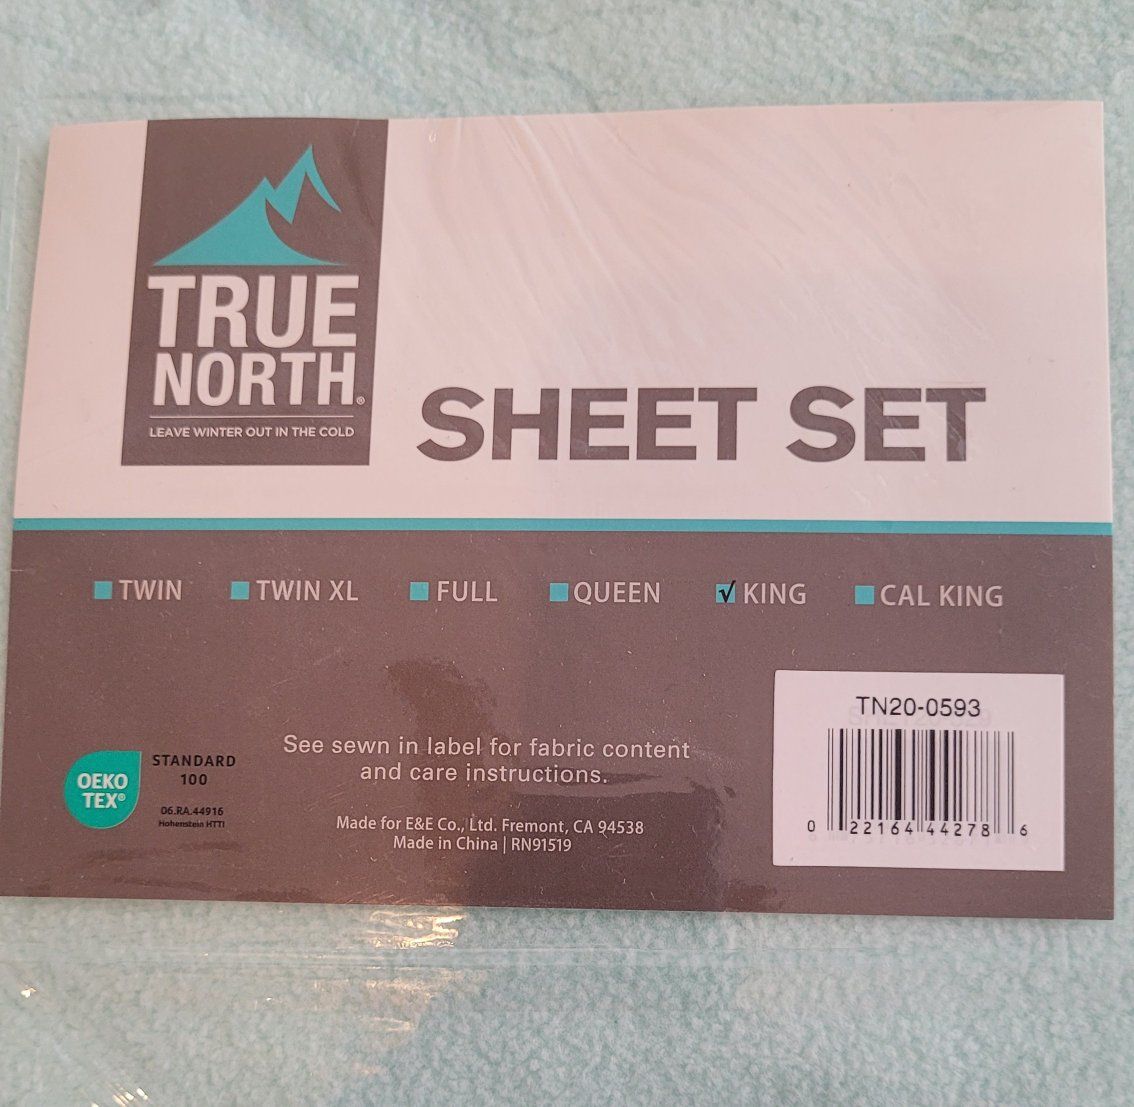 TRUE
NORTH®
LEAVE WINTER OUT IN THE COLD
SHEET SET
TWIN TWIN XL FULL QUEEN √ KING CAL KING
TN20-0593
0 22164 44278 6
See sewn in label for fabric content
and care instructions.
Made for E&E Co., Ltd. Fremont, CA 94538
Made in China | RN91519
OEKO
TEX®
STANDARD
100
06.RA.44916
Hohenstein HTTI